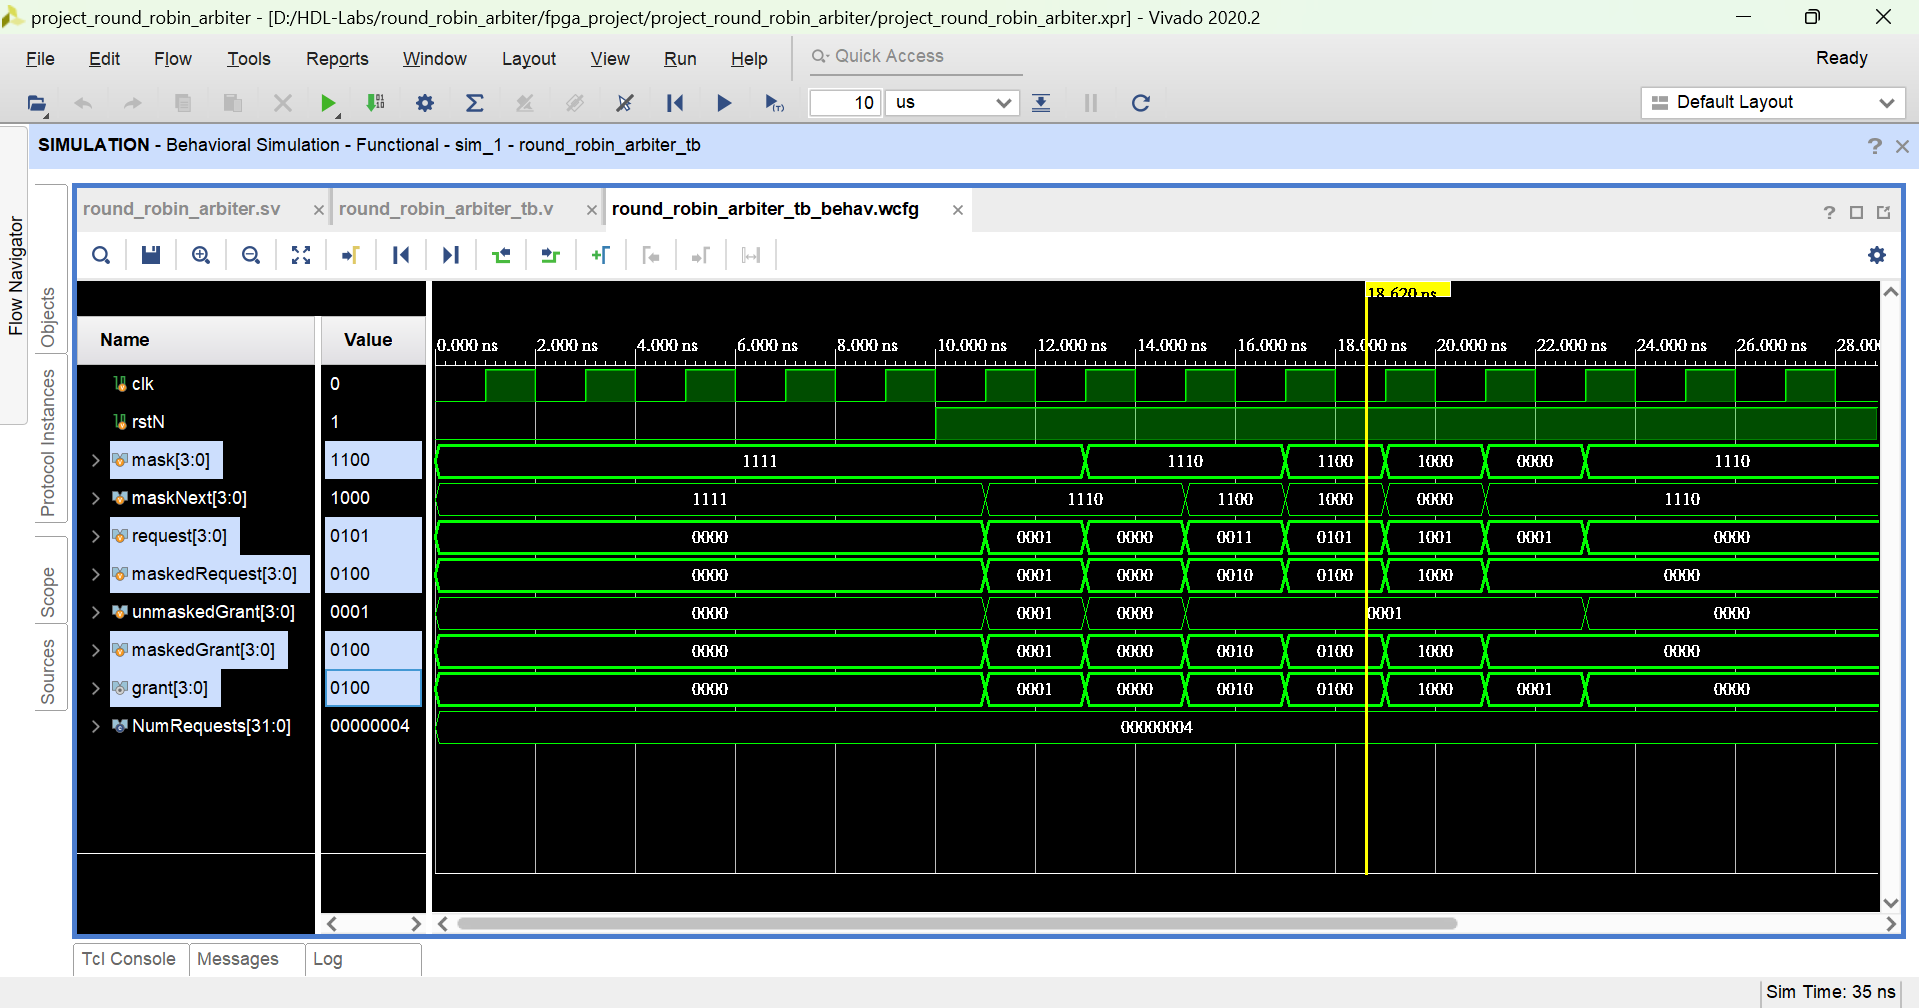 project_round_robin_arbiter - [D:/HDL-Labs/round_robin_arbiter/fpga_project/project_round_robin_arbiter/project_round_robin_arbiter.xpr] - Vivado 2020.2
File Edit Flow Tools Reports Window Layout View Run Help Quick Access Ready
10 us Default Layout
SIMULATION - Behavioral Simulation - Functional - sim_1 - round_robin_arbiter_tb
Flow Navigator
Objects
Protocol Instances
Scope
Sources
round_robin_arbiter.sv round_robin_arbiter_tb.v round_robin_arbiter_tb_behav.wcfg
18.620 ns
Name Value 0.000 ns 2.000 ns 4.000 ns 6.000 ns 8.000 ns 10.000 ns 12.000 ns 14.000 ns 16.000 ns 18.000 ns 20.000 ns 22.000 ns 24.000 ns 26.000 ns 28.00
clk 0
rstN 1
mask[3:0] 1100 1111 1110 1100 1000 0000 1110
maskNext[3:0] 1000 1111 1110 1100 1000 0000 1110
request[3:0] 0101 0000 0001 0000 0011 0101 1001 0001 0000
maskedRequest[3:0] 0100 0000 0001 0000 0010 0100 1000 0000
unmaskedGrant[3:0] 0001 0000 0001 0000 0001 0000
maskedGrant[3:0] 0100 0000 0001 0000 0010 0100 1000 0000
grant[3:0] 0100 0000 0001 0000 0010 0100 1000 0001 0000
NumRequests[31:0] 00000004 00000004
Tcl Console Messages Log
Sim Time: 35 ns